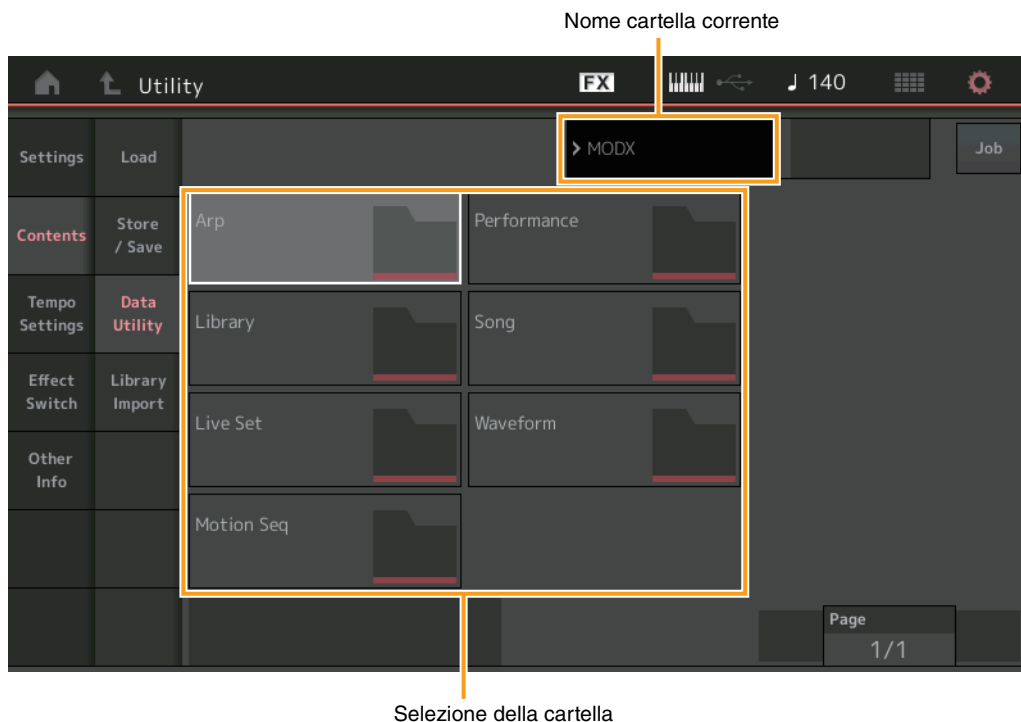 Nome cartella corrente
Utility
FX
140
Settings
Load
> MODX
Job
Contents
Store
/ Save
Arp
Performance
Tempo
Settings
Data
Utility
Library
Song
Effect
Switch
Library
Import
Live Set
Waveform
Other
Info
Motion Seq
Page
1/1
Selezione della cartella